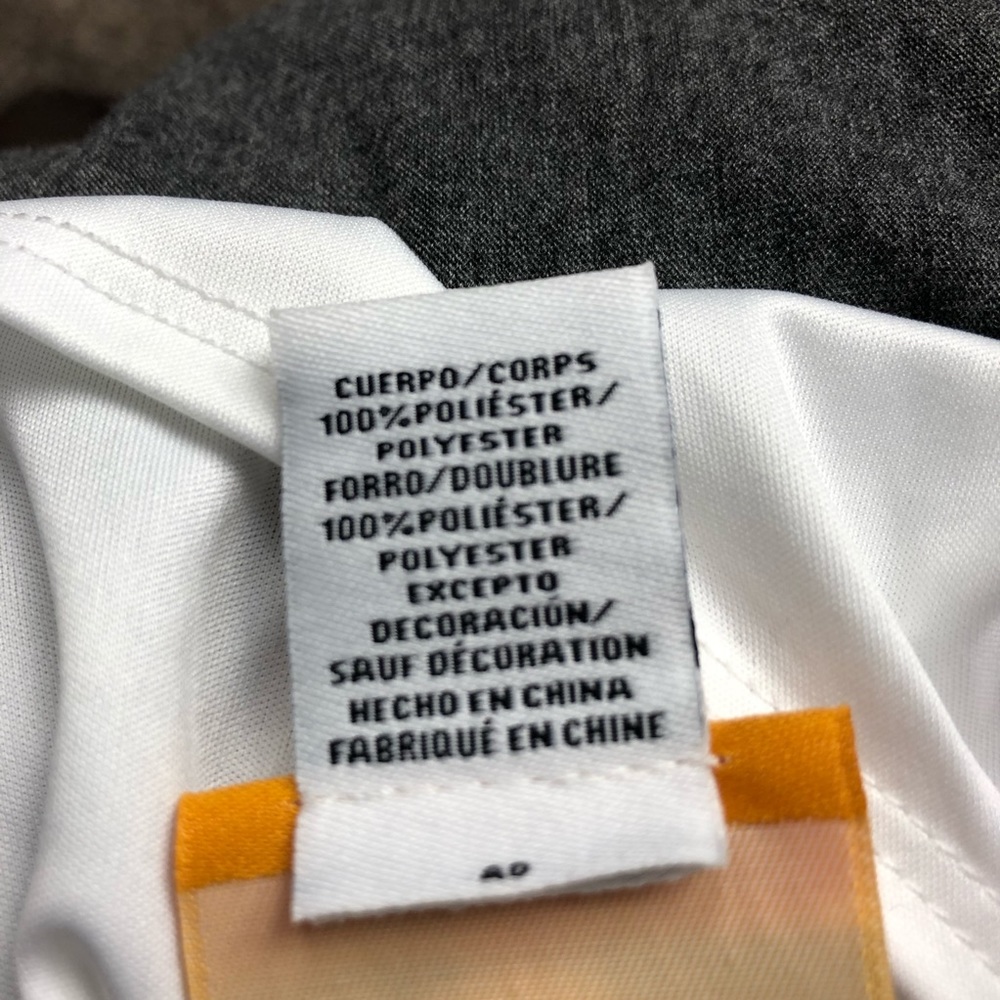 CUERPO/CORPS
100%POLIÉSTER/
POLYESTER
FORRO/DOUBLURE
100%POLIÉSTER/
POLYESTER
EXCEPTO
DECORACIÓN/
SAUF DÉCORATION
HECHO EN CHINA
FABRIQUÉ EN CHINE